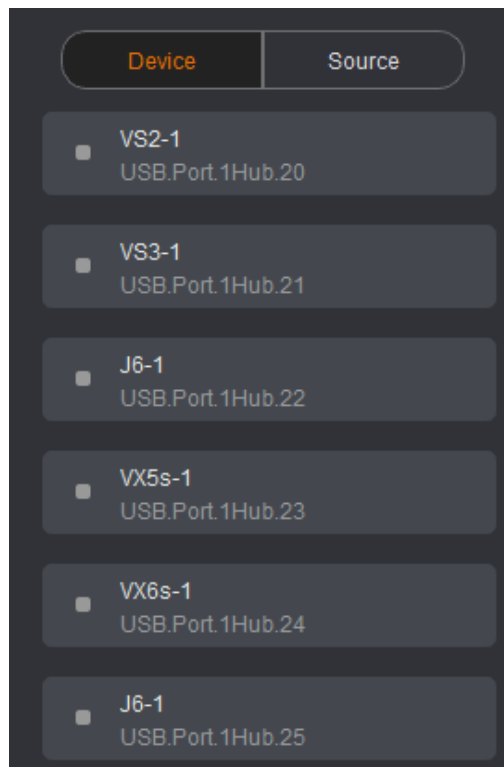 Device Source
VS2-1
USB.Port.1Hub.20
VS3-1
USB.Port.1Hub.21
J6-1
USB.Port.1Hub.22
VX5s-1
USB.Port.1Hub.23
VX6s-1
USB.Port.1Hub.24
J6-1
USB.Port.1Hub.25